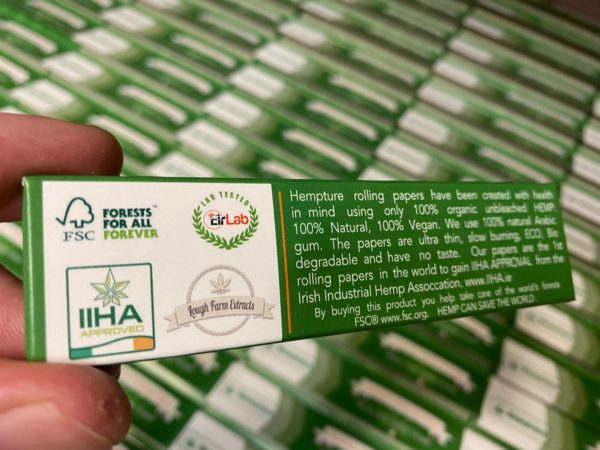 FSC
FORESTS
FOR ALL
FOREVER
LAB TESTED
EirLab
IIHA
APPROVED
Lough Farm Extracts
Hempture rolling papers have been created with health
in mind using only 100% organic unbleached HEMP.
100% Natural, 100% Vegan. We use 100% natural Arabic
gum. The papers are ultra thin, slow burning, ECO, Bio
degradable and have no taste. Our papers are the 1st
rolling papers in the world to gain IIHA APPROVAL from the
Irish Industrial Hemp Assoccation. www.IIHA.ie
By buying this product you help take care of the world's forests
FSC® www.fsc.org. HEMP CAN SAVE THE WORLD.